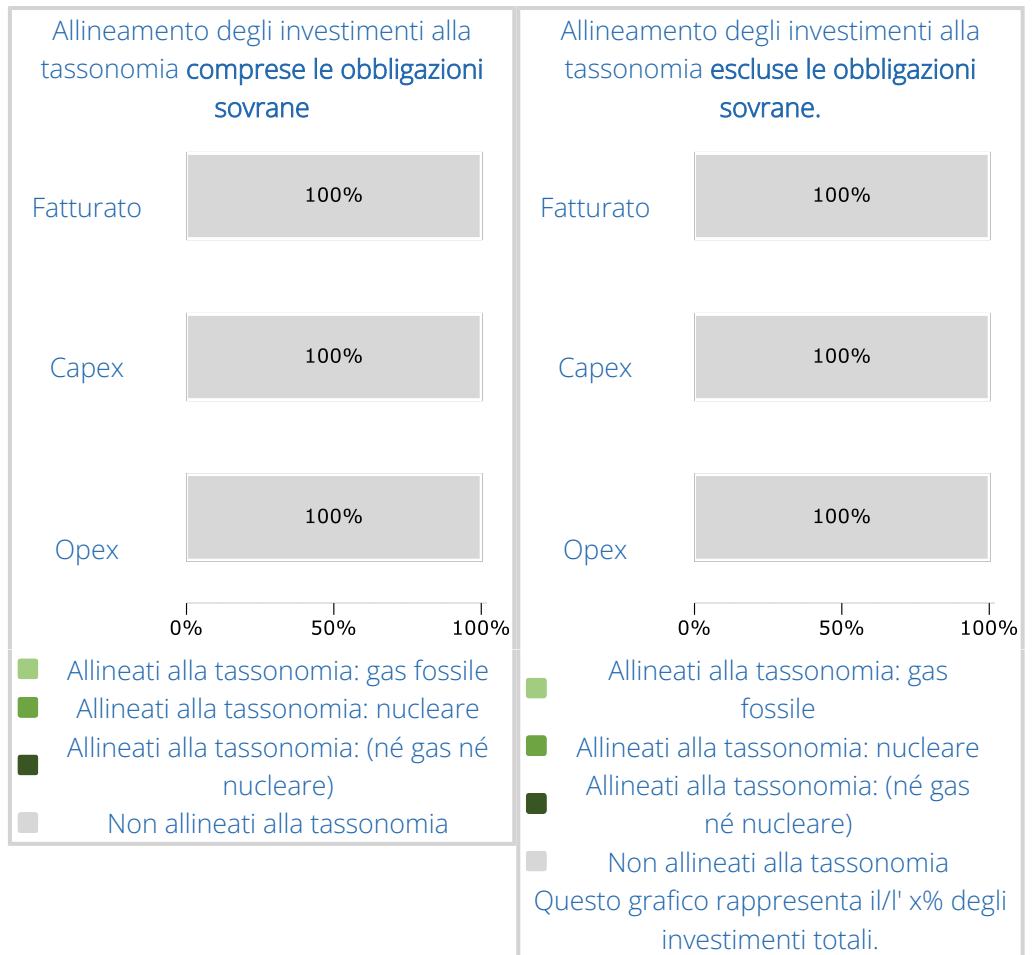 Allineamento degli investimenti alla
tassonomia comprese le obbligazioni
sovrane
Fatturato
100%
Capex
100%
Opex
100%
0% 50% 100%
Allineati alla tassonomia: gas fossile
Allineati alla tassonomia: nucleare
Allineati alla tassonomia: (né gas né
nucleare)
Non allineati alla tassonomia
Allineamento degli investimenti alla
tassonomia escluse le obbligazioni
sovrane.
Fatturato
100%
Capex
100%
Opex
100%
0% 50% 100%
Allineati alla tassonomia: gas
fossile
Allineati alla tassonomia: nucleare
Allineati alla tassonomia: (né gas
né nucleare)
Non allineati alla tassonomia
Questo grafico rappresenta il/l' x% degli
investimenti totali.